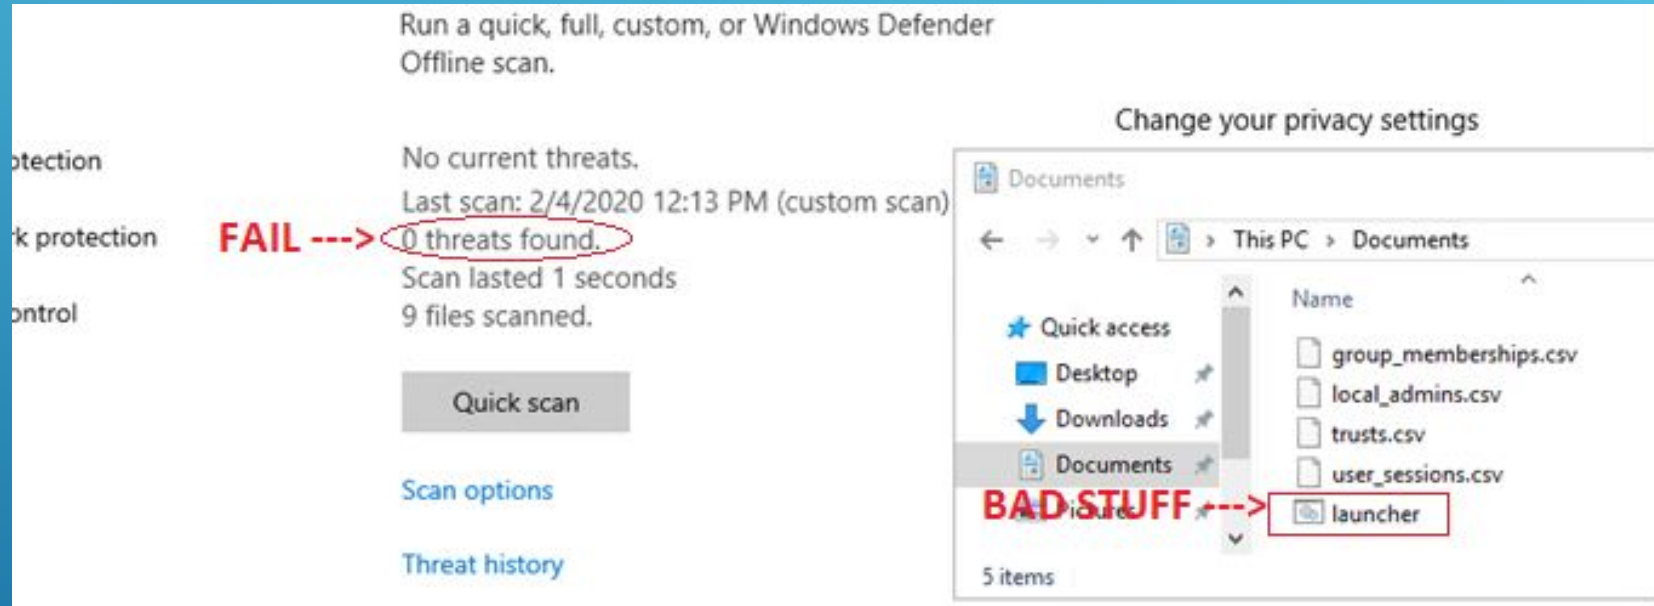 Run a quick, full, custom, or Windows Defender
Offline scan.
Change your privacy settings
otection
No current threats.
Last scan: 2/4/2020 12:13 PM (custom scan)
rk protection
FAIL --->
0 threats found.
Scan lasted 1 seconds
ontrol
9 files scanned.
Quick scan
Scan options
Threat history
Documents
This PC > Documents
Name
Quick access
Desktop
Downloads
Documents
Pictures
group_memberships.csv
local_admins.csv
trusts.csv
user_sessions.csv
BAD STUFF --->
launcher
5 items